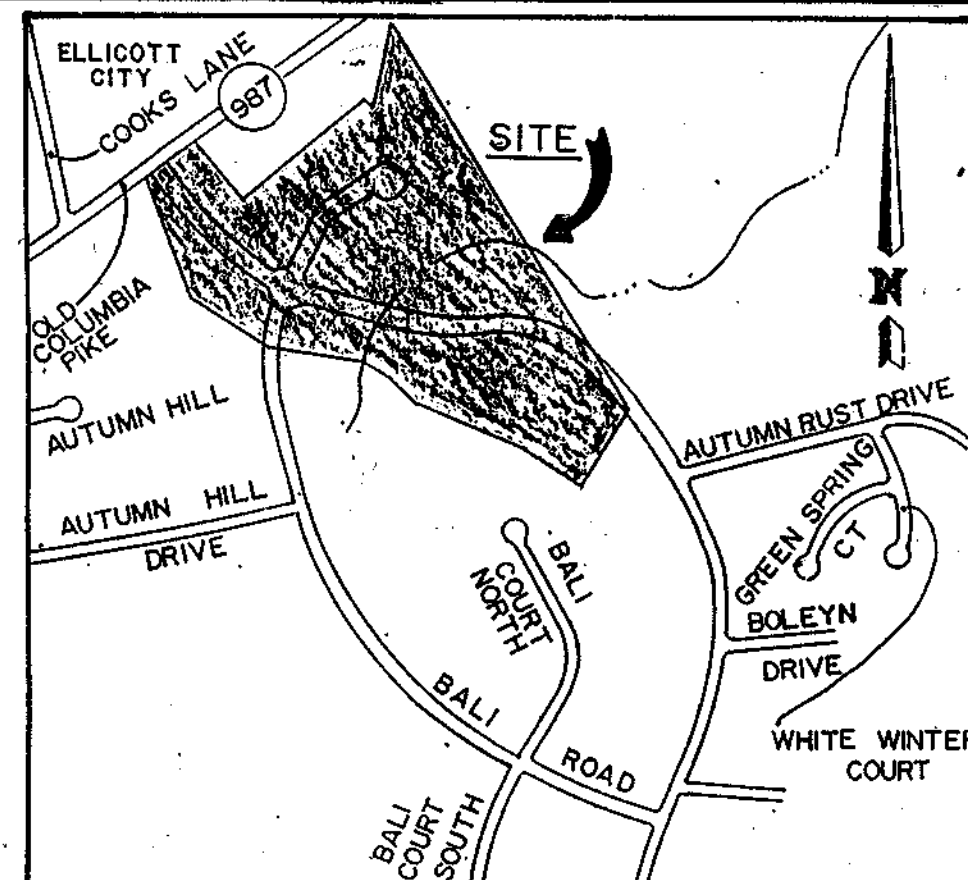 ELLICOTT
CITY
COOKS LANE
987
SITE
N
OLD
COLUMBIA
PIKE
AUTUMN HILL
AUTUMN HILL
DRIVE
AUTUMN RUST DRIVE
GREEN SPRING
CT
BALI
COURT
NORTH
BOLEYN
DRIVE
WHITE WINTER
COURT
BALI
ROAD
BALI
COURT
SOUTH